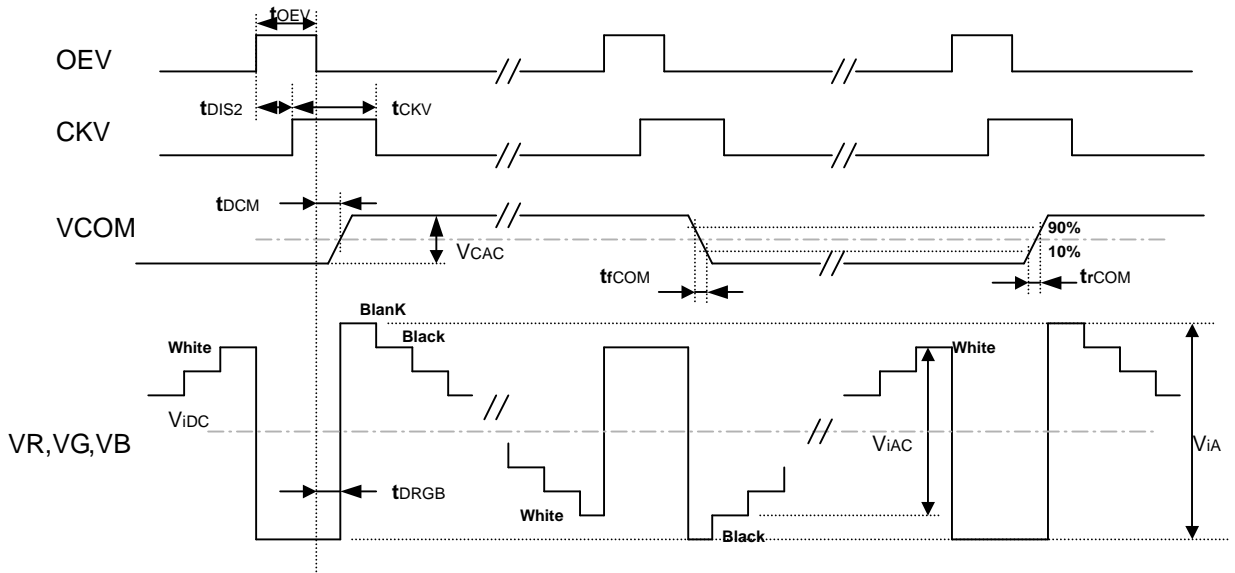 tOEV
OEV
tDIS2 tCKV
CKV
tDCM
VCOM
VCAC
90%
10%
tfCOM trCOM
BlanK
White Black White
ViDC
VR,VG,VB
ViAC ViA
tDRGB
White
Black